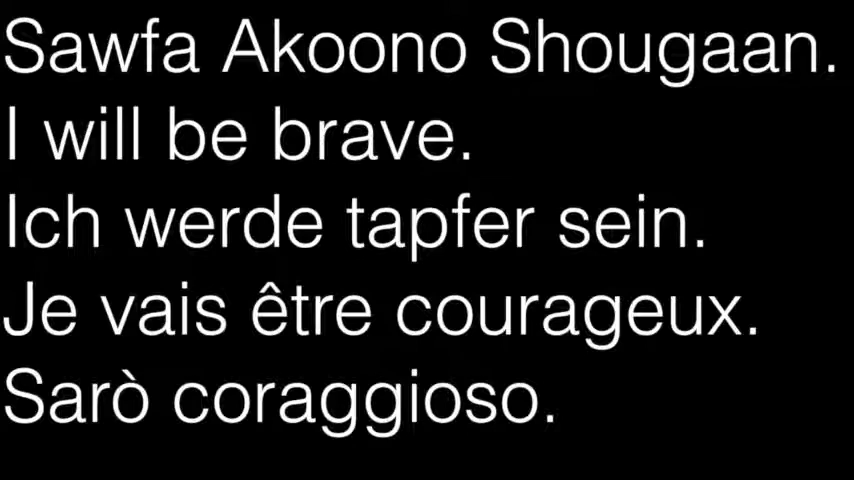 Sawfa Akoono Shougaan.
I will be brave.
Ich werde tapfer sein.
Je vais être courageux.
Sarò coraggioso.